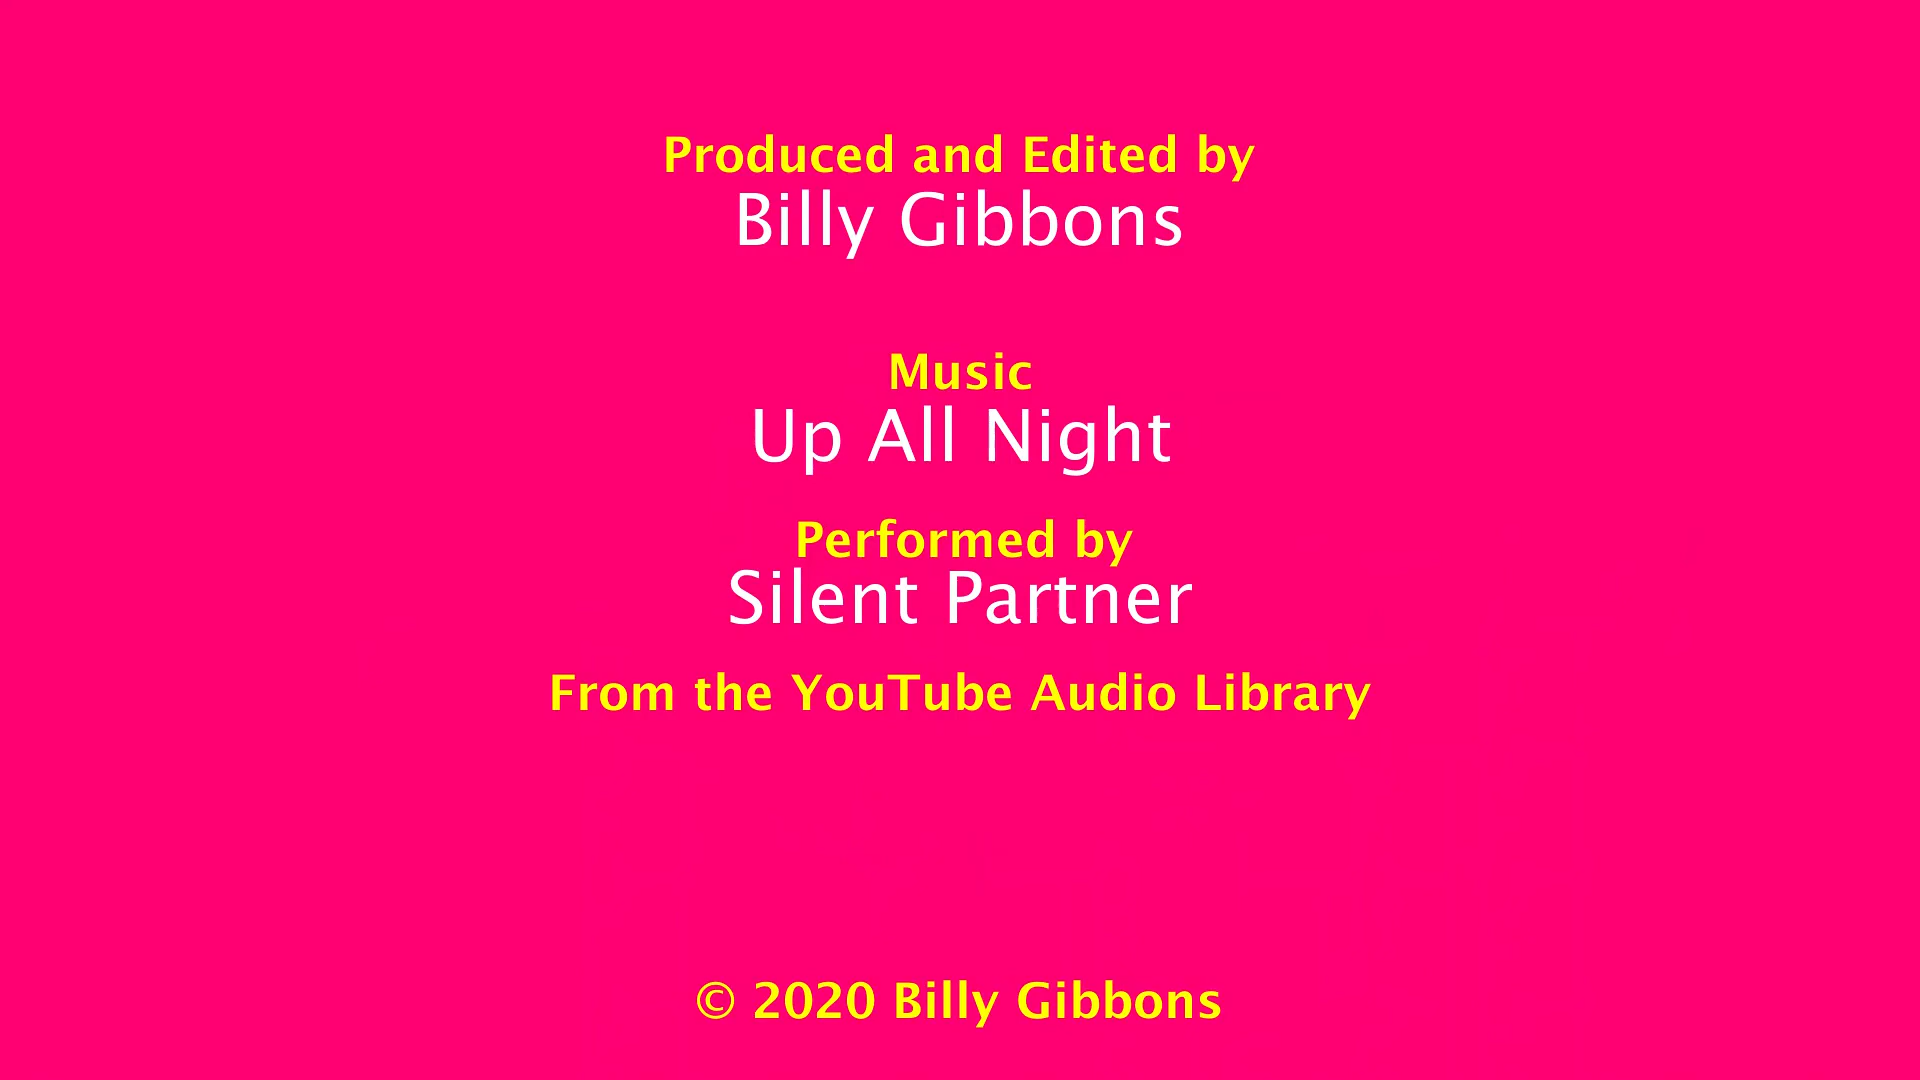 Produced and Edited by
Billy Gibbons
Music
Up All Night
Performed by
Silent Partner
From the YouTube Audio Library
© 2020 Billy Gibbons